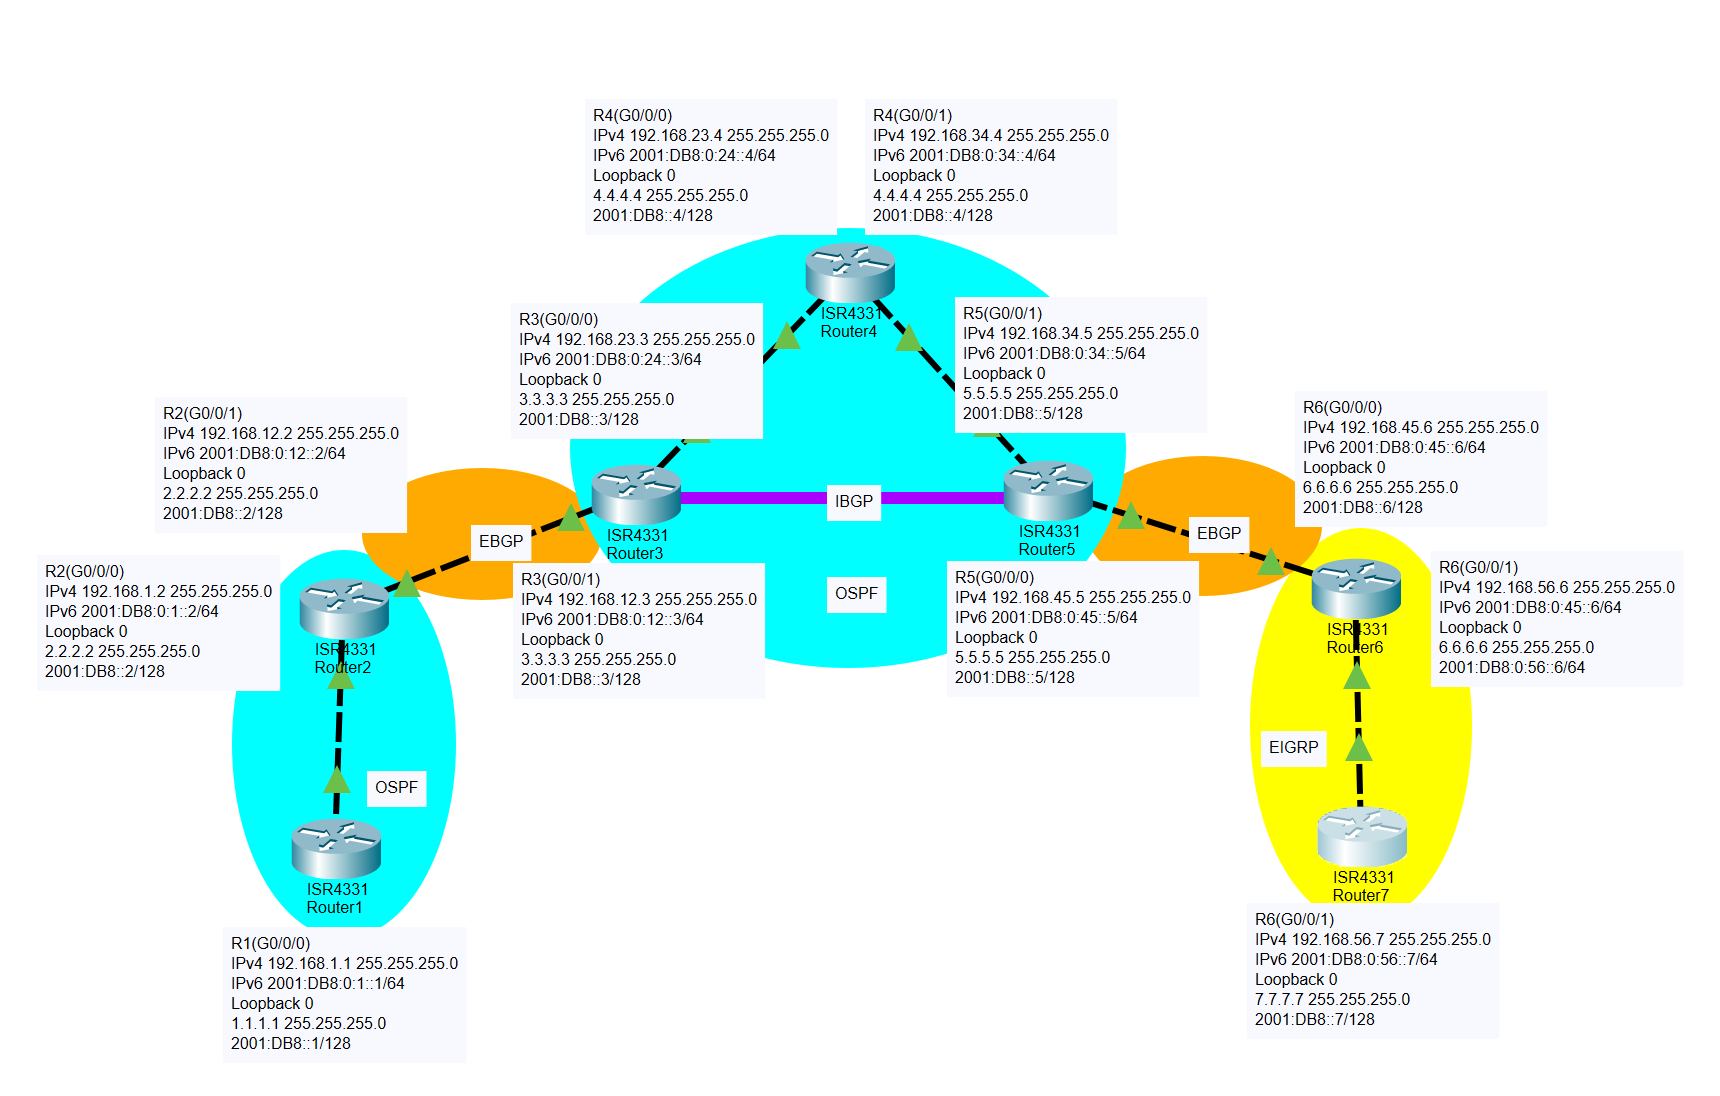 R4(G0/0/0)
IPv4 192.168.23.4 255.255.255.0
IPv6 2001:DB8:0:24::4/64
Loopback 0
4.4.4.4 255.255.255.0
2001:DB8::4/128
R4(G0/0/1)
IPv4 192.168.34.4 255.255.255.0
IPv6 2001:DB8:0:34::4/64
Loopback 0
4.4.4.4 255.255.255.0
2001:DB8::4/128
ISR4331
Router4
R3(G0/0/0)
IPv4 192.168.23.3 255.255.255.0
IPv6 2001:DB8:0:24::3/64
Loopback 0
3.3.3.3 255.255.255.0
2001:DB8::3/128
R5(G0/0/1)
IPv4 192.168.34.5 255.255.255.0
IPv6 2001:DB8:0:34::5/64
Loopback 0
5.5.5.5 255.255.255.0
2001:DB8::5/128
R2(G0/0/1)
IPv4 192.168.12.2 255.255.255.0
IPv6 2001:DB8:0:12::2/64
Loopback 0
2.2.2.2 255.255.255.0
2001:DB8::2/128
R6(G0/0/0)
IPv4 192.168.45.6 255.255.255.0
IPv6 2001:DB8:0:45::6/64
Loopback 0
6.6.6.6 255.255.255.0
2001:DB8::6/128
IBGP
EBGP
ISR4331
Router3
ISR4331
Router5
EBGP
R2(G0/0/0)
IPv4 192.168.1.2 255.255.255.0
IPv6 2001:DB8:0:1::2/64
Loopback 0
2.2.2.2 255.255.255.0
2001:DB8::2/128
ISR4331
Router2
R3(G0/0/1)
IPv4 192.168.12.3 255.255.255.0
IPv6 2001:DB8:0:12::3/64
Loopback 0
3.3.3.3 255.255.255.0
2001:DB8::3/128
OSPF
R5(G0/0/0)
IPv4 192.168.45.5 255.255.255.0
IPv6 2001:DB8:0:45::5/64
Loopback 0
5.5.5.5 255.255.255.0
2001:DB8::5/128
ISR4331
Router6
R6(G0/0/1)
IPv4 192.168.56.6 255.255.255.0
IPv6 2001:DB8:0:45::6/64
Loopback 0
6.6.6.6 255.255.255.0
2001:DB8:0:56::6/64
OSPF
EIGRP
ISR4331
Router1
ISR4331
Router7
R1(G0/0/0)
IPv4 192.168.1.1 255.255.255.0
IPv6 2001:DB8:0:1::1/64
Loopback 0
1.1.1.1 255.255.255.0
2001:DB8::1/128
R6(G0/0/1)
IPv4 192.168.56.7 255.255.255.0
IPv6 2001:DB8:0:56::7/64
Loopback 0
7.7.7.7 255.255.255.0
2001:DB8::7/128